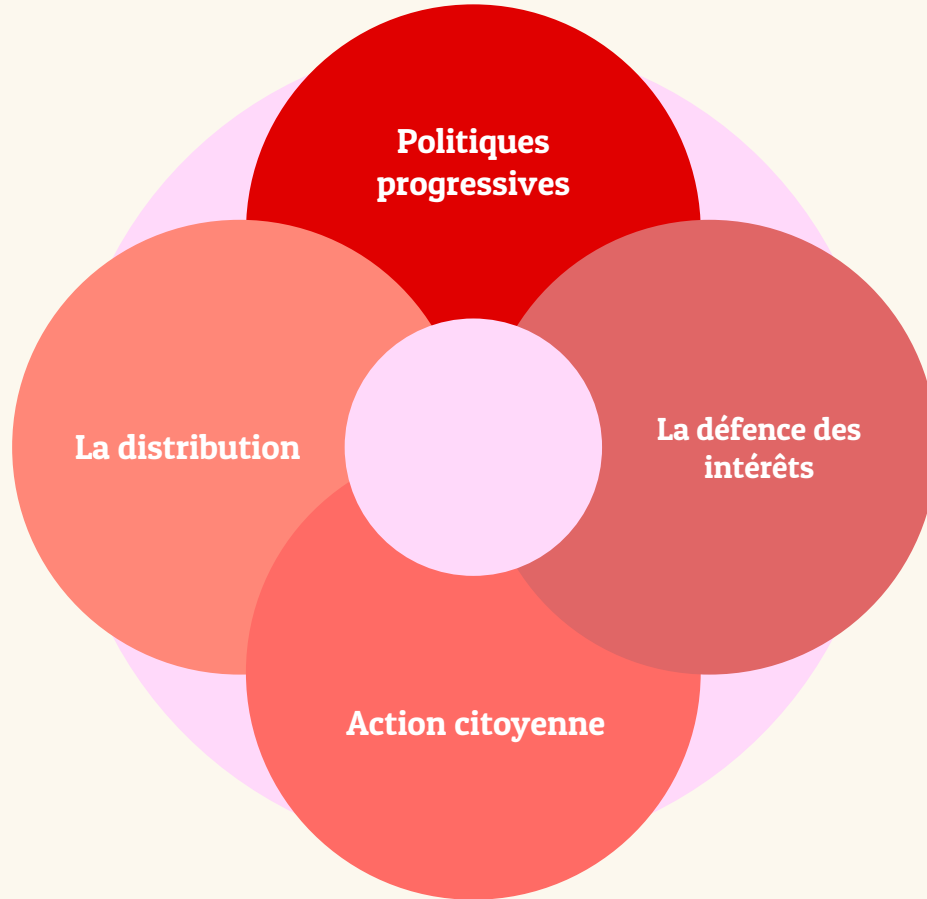 Politiques
progressives
La distribution
La défence des
intérêts
Action citoyenne